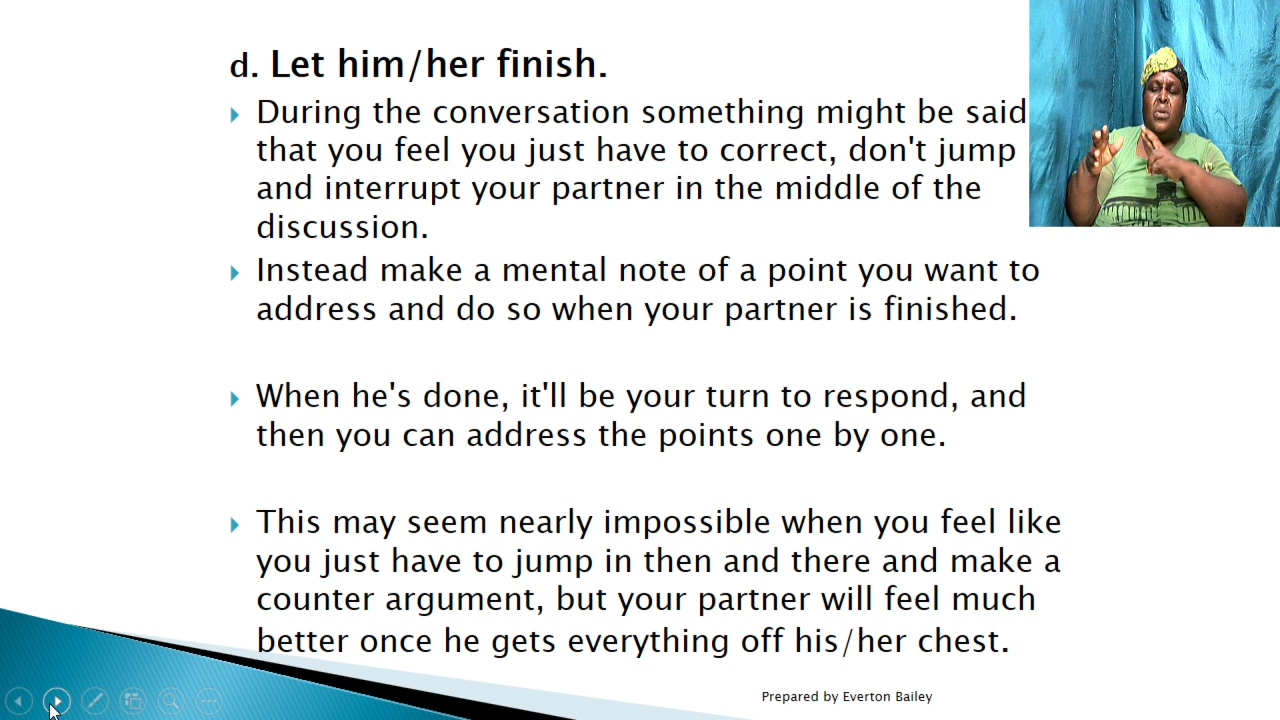 d. Let him/her finish.
During the conversation something might be said
that you feel you just have to correct, don't jump
and interrupt your partner in the middle of the
discussion.
Instead make a mental note of a point you want to
address and do so when your partner is finished.
When he's done, it'll be your turn to respond, and
then you can address the points one by one.
This may seem nearly impossible when you feel like
you just have to jump in then and there and make a
counter argument, but your partner will feel much
better once he gets everything off his/her chest.
Prepared by Everton Bailey